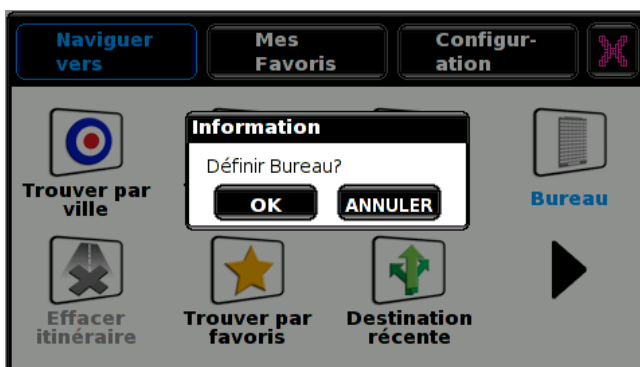 Naviguer
vers
Mes
Favoris
Configur-
ation
Information
Définir Bureau?
OK
ANNULER
Trouver par
ville
Bureau
Effacer
itinéraire
Trouver par
favoris
Destination
récente